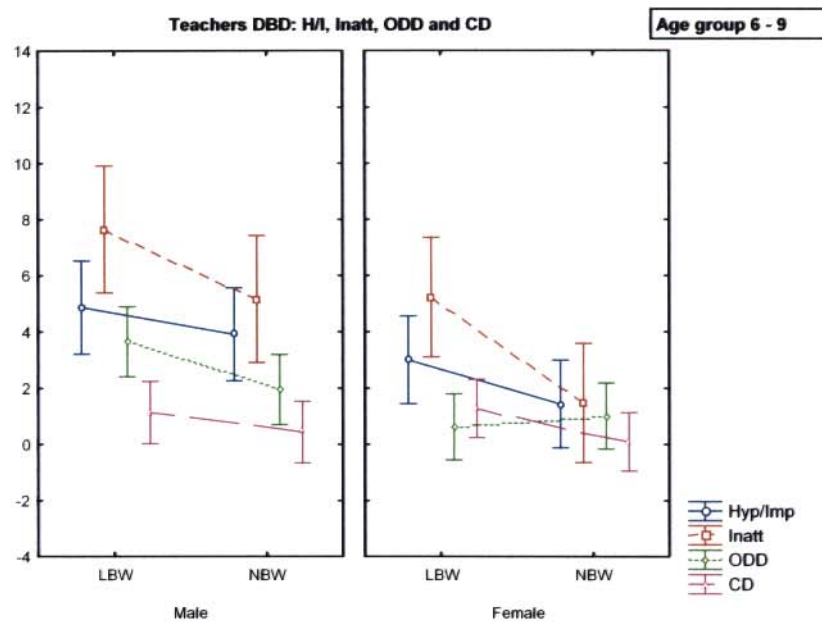 Teachers DBD: H/I, Inatt, ODD and CD
Age group 6 - 9
14
12
10
8
6
4
2
0
-2
-4
LBW NBW LBW NBW
Male Female
Hyp/Imp
Inatt
ODD
CD